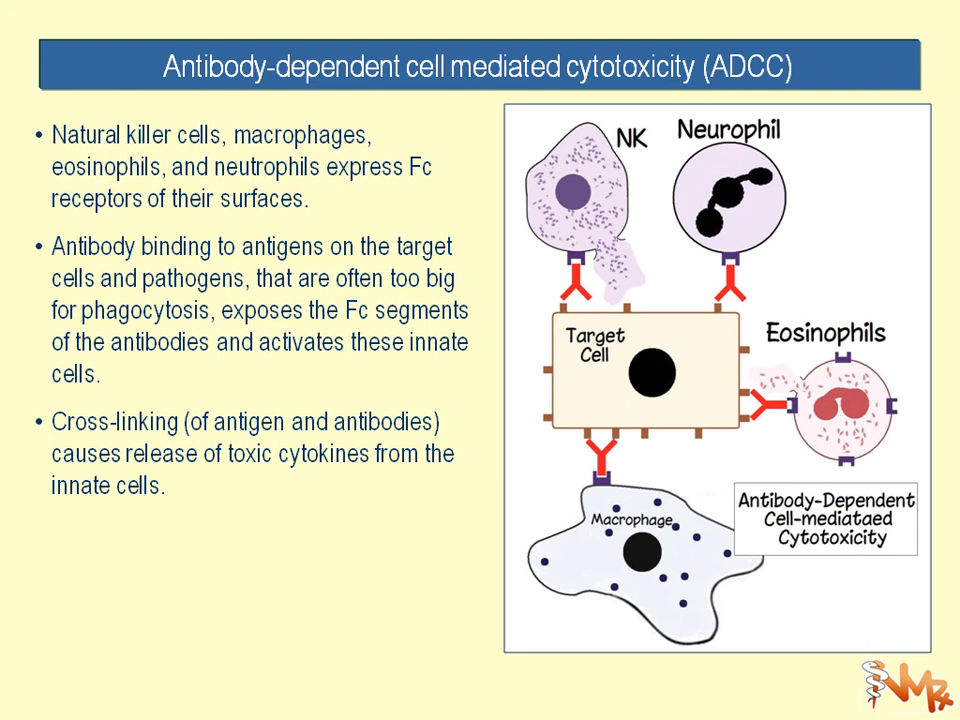 Antibody-dependent cell mediated cytotoxicity (ADCC)
• Natural killer cells, macrophages,
eosinophils, and neutrophils express Fc
receptors of their surfaces.
• Antibody binding to antigens on the target
cells and pathogens, that are often too big
for phagocytosis, exposes the Fc segments
of the antibodies and activates these innate
cells.
• Cross-linking (of antigen and antibodies)
causes release of toxic cytokines from the
innate cells.
NK
Neurophil
Target
Cell
Eosinophils
Macrophage
Antibody-Dependent
Cell-mediataed
Cytotoxicity
VMRx